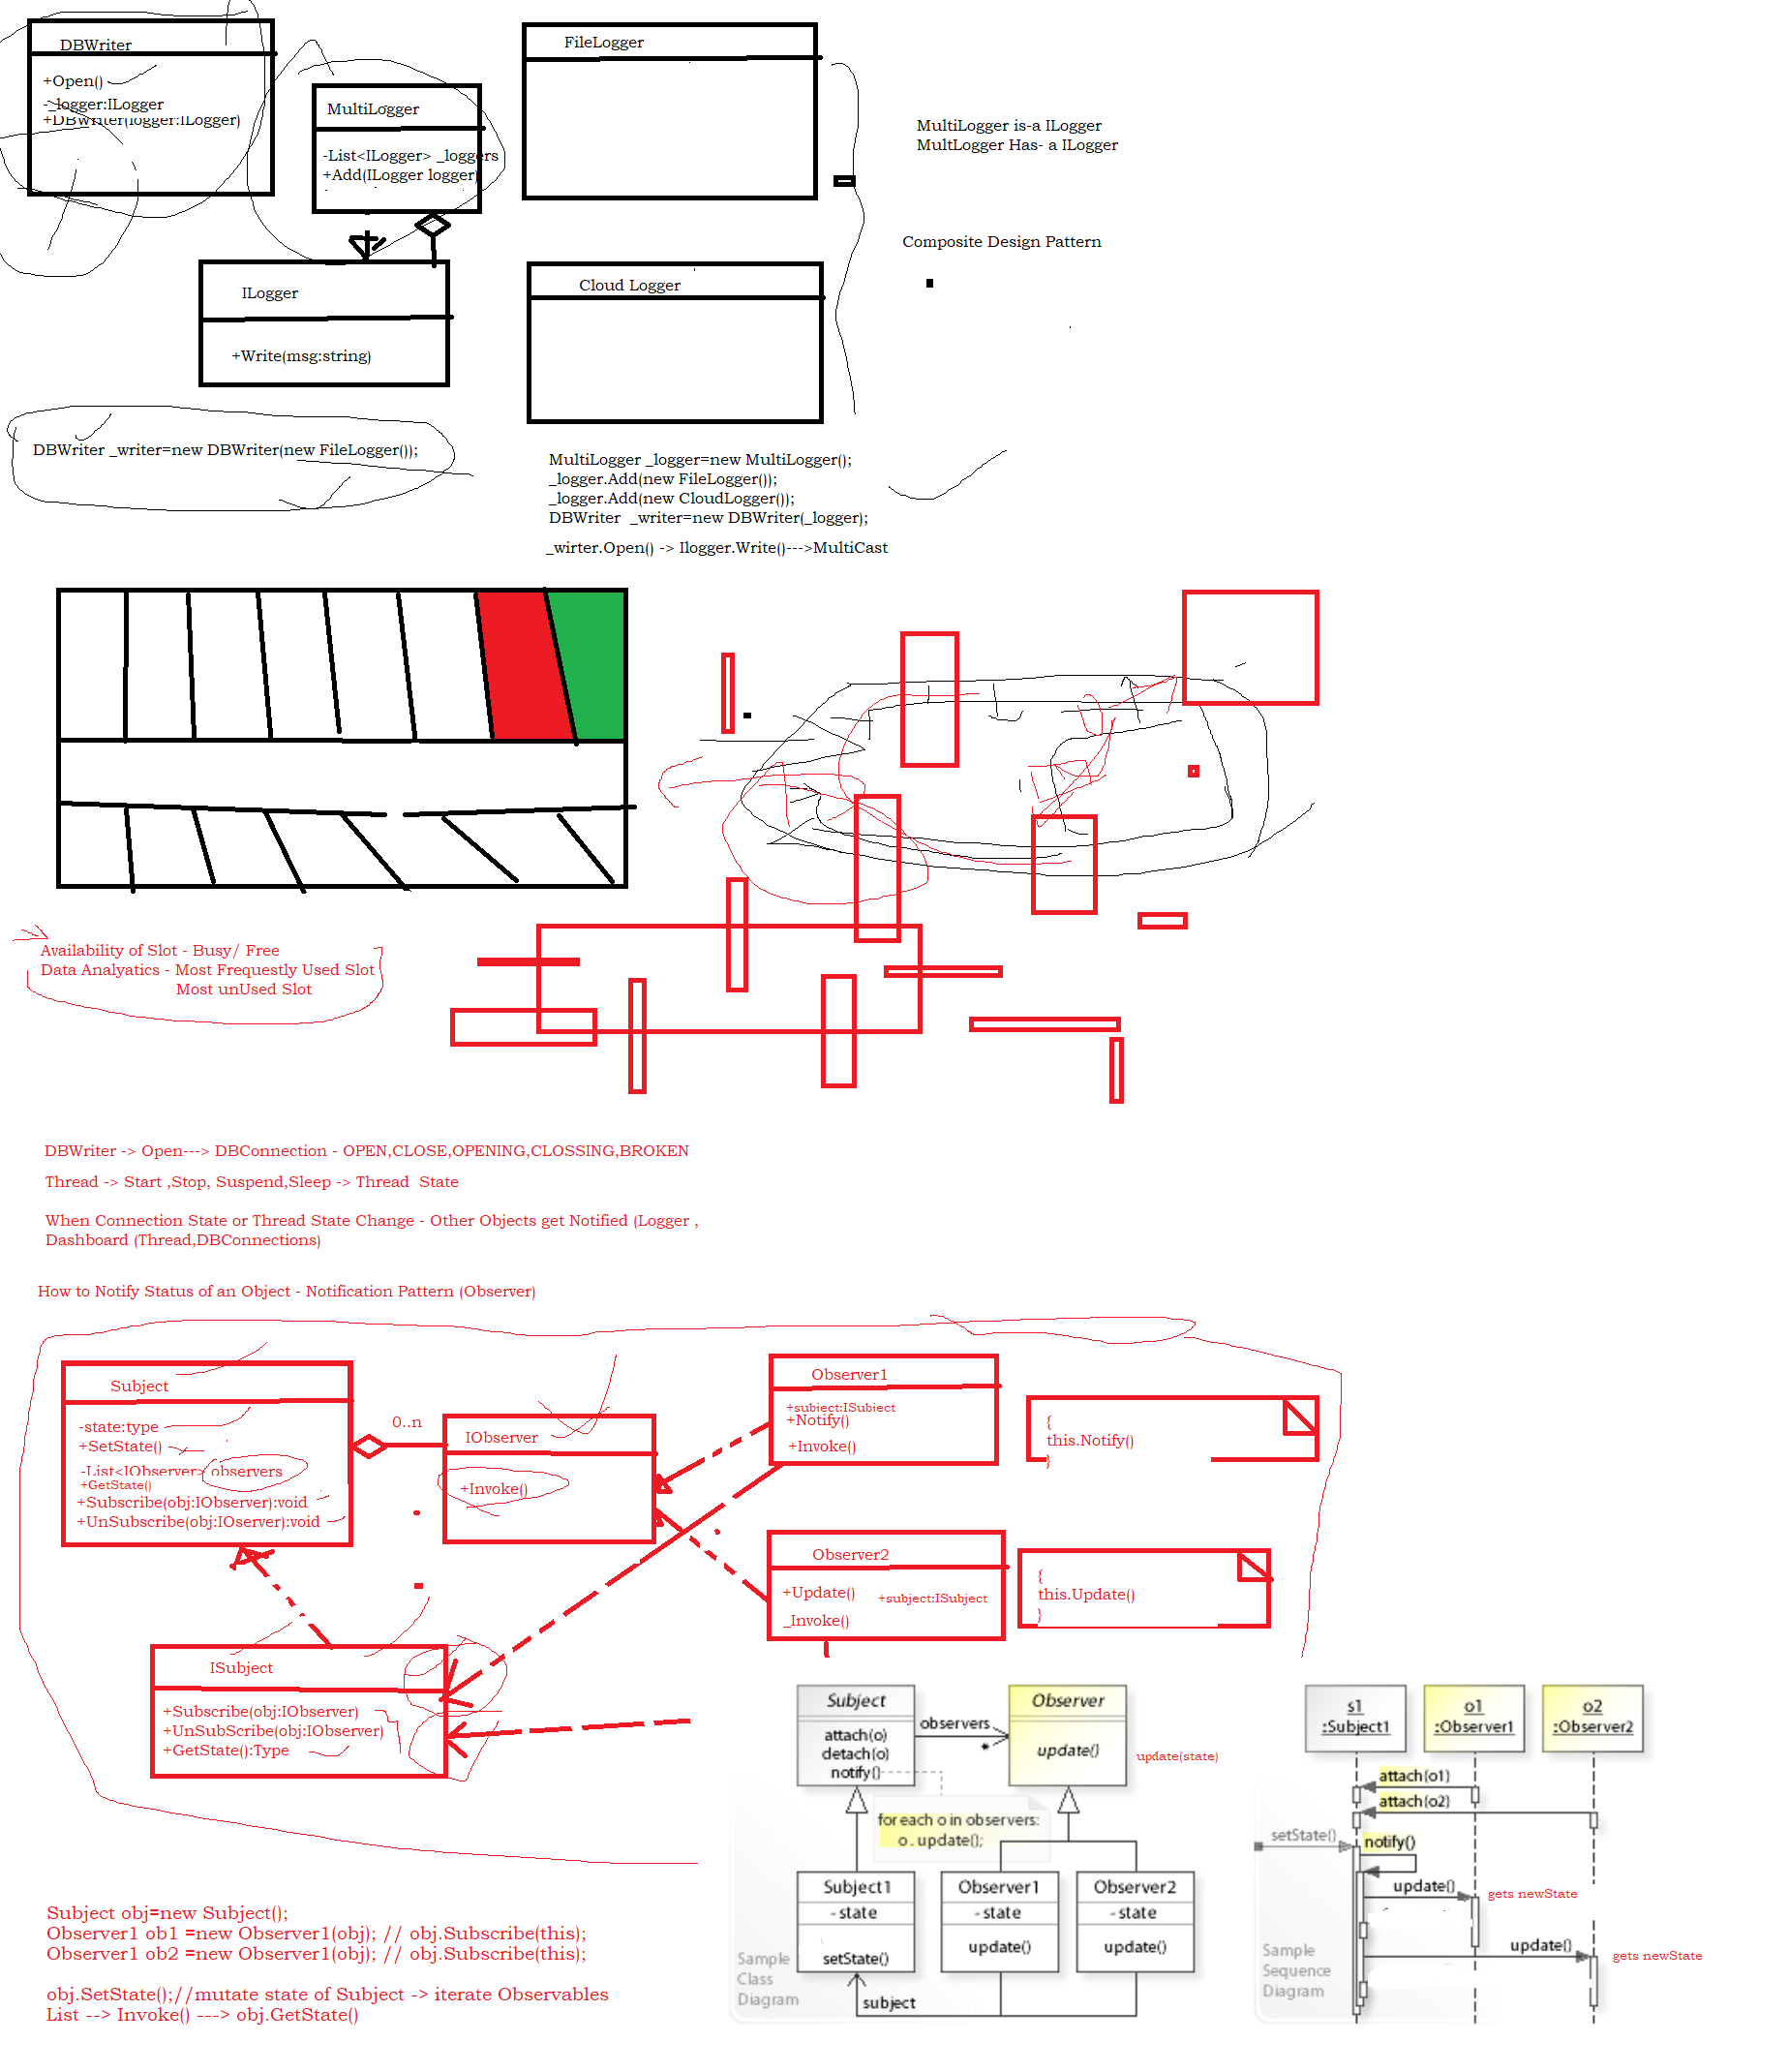 DBWriter
+Open()
-_logger:ILogger
+DBWriter(logger:ILogger)
MultiLogger
-List<ILogger> _loggers
+Add(ILogger logger)
FileLogger
MultiLogger is-a ILogger
MultLogger Has- a ILogger
Composite Design Pattern
ILogger
+Write(msg:string)
Cloud Logger
DBWriter _writer=new DBWriter(new FileLogger());
MultiLogger _logger=new MultiLogger();
_logger.Add(new FileLogger());
_logger.Add(new CloudLogger());
DBWriter _writer=new DBWriter(_logger);
_wirter.Open() -> Ilogger.Write()--->MultiCast
Availability of Slot - Busy/ Free
Data Analyatics - Most Frequestly Used Slot
Most unUsed Slot
DBWriter -> Open---> DBConnection - OPEN,CLOSE,OPENING,CLOSSING,BROKEN
Thread -> Start ,Stop, Suspend,Sleep -> Thread State
When Connection State or Thread State Change - Other Objects get Notified (Logger ,
Dashboard (Thread,DBConnections)
How to Notify Status of an Object - Notification Pattern (Observer)
Subject
-state:type
+SetState()
-List<IObserver> observers
+GetState()
+Subscribe(obj:IObserver):void
+UnSubscribe(obj:IOserver):void
0..n
IObserver
+Invoke()
Observer1
+subject:ISubject
+Notify()
+Invoke()
{
this.Notify()
}
Observer2
+Update()
+subject:ISubject
_Invoke()
{
this.Update()
}
ISubject
+Subscribe(obj:IObserver)
+UnSubScribe(obj:IObserver)
+GetState():Type
Subject
attach(o)
detach(o)
notify()
observers
*
Observer
update()
update(state)
for each o in observers:
o . update();
Subject1
- state
setState()
Observer1
- state
update()
Observer2
- state
update()
subject
Sample
Class
Diagram
s1
:Subject1
o1
:Observer1
o2
:Observer2
attach(o1)
attach(o2)
setState()
notify()
update()
gets newState
update()
gets newState
Sample
Sequence
Diagram
Subject obj=new Subject();
Observer1 ob1 =new Observer1(obj); // obj.Subscribe(this);
Observer1 ob2 =new Observer1(obj); // obj.Subscribe(this);
obj.SetState();//mutate state of Subject -> iterate Observables
List --> Invoke() ---> obj.GetState()